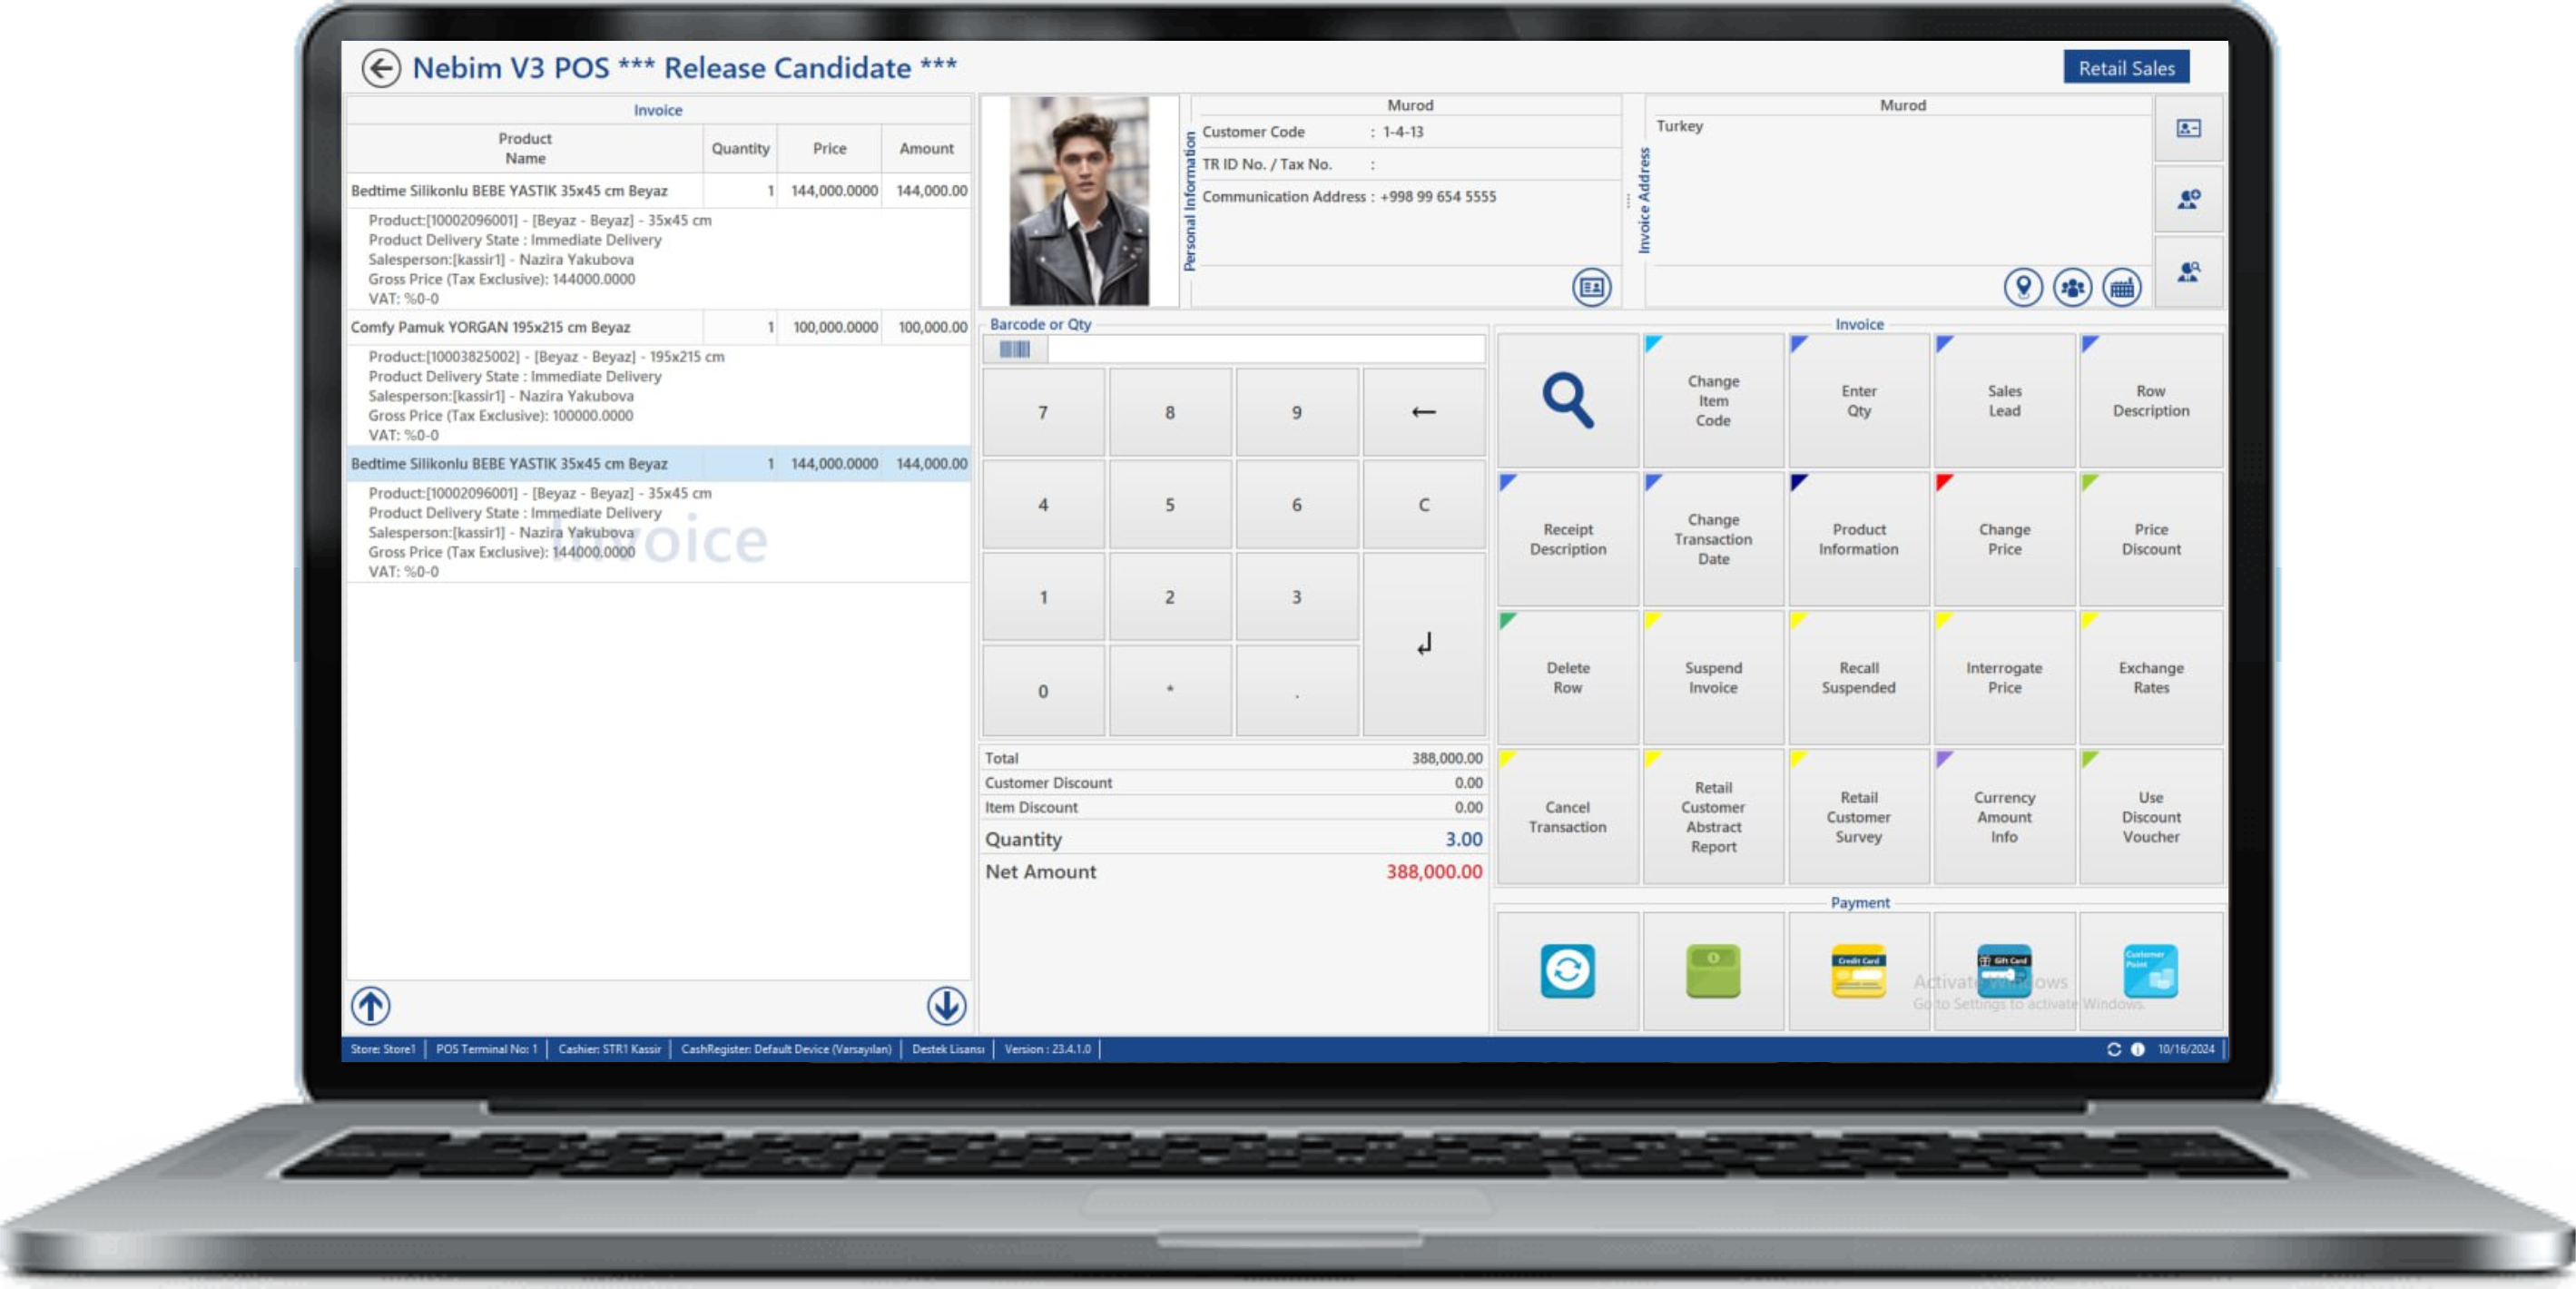 Nebim V3 POS *** Release Candidate ***
Retail Sales
Invoice
Product
Name
Quantity
Price
Amount
Bedtime Silikonlu BEBE YASTIK 35x45 cm Beyaz 1 144,000.0000 144,000.00
Product:[10002096001] - [Beyaz - Beyaz] - 35x45 cm
Product Delivery State : Immediate Delivery
Salesperson:[kassir1] - Nazira Yakubova
Gross Price (Tax Exclusive): 144000.0000
VAT: %0-0
Comfy Pamuk YORGAN 195x215 cm Beyaz 1 100,000.0000 100,000.00
Product:[10003825002] - [Beyaz - Beyaz] - 195x215 cm
Product Delivery State : Immediate Delivery
Salesperson:[kassir1] - Nazira Yakubova
Gross Price (Tax Exclusive): 100000.0000
VAT: %0-0
Bedtime Silikonlu BEBE YASTIK 35x45 cm Beyaz 1 144,000.0000 144,000.00
Product:[10002096001] - [Beyaz - Beyaz] - 35x45 cm
Product Delivery State : Immediate Delivery
Salesperson:[kassir1] - Nazira Yakubova
Gross Price (Tax Exclusive): 144000.0000
VAT: %0-0
Invoice
Personal Information
Murod
Customer Code : 1-4-13
TR ID No. / Tax No. :
Communication Address : +998 99 654 5555
Invoice Address
Murod
Turkey
Barcode or Qty
7 8 9 ←
4 5 6 C
1 2 3
0 * .
Total 388,000.00
Customer Discount 0.00
Item Discount 0.00
Quantity 3.00
Net Amount 388,000.00
Invoice
Change
Item
Code
Enter
Qty
Sales
Lead
Row
Description
Receipt
Description
Change
Transaction
Date
Product
Information
Change
Price
Price
Discount
Delete
Row
Suspend
Invoice
Recall
Suspended
Interrogate
Price
Exchange
Rates
Cancel
Transaction
Retail
Customer
Abstract
Report
Retail
Customer
Survey
Currency
Amount
Info
Use
Discount
Voucher
Payment
Credit Card
Gift Card
Customer
Point
Activate Windows
Go to Settings to activate Windows.
Store: Store1 | POS Terminal No: 1 | Cashier: STR1 Kassir | CashRegister: Default Device (Varsayılan) | Destek Lisansı | Version : 23.4.1.0 |
10/16/2024